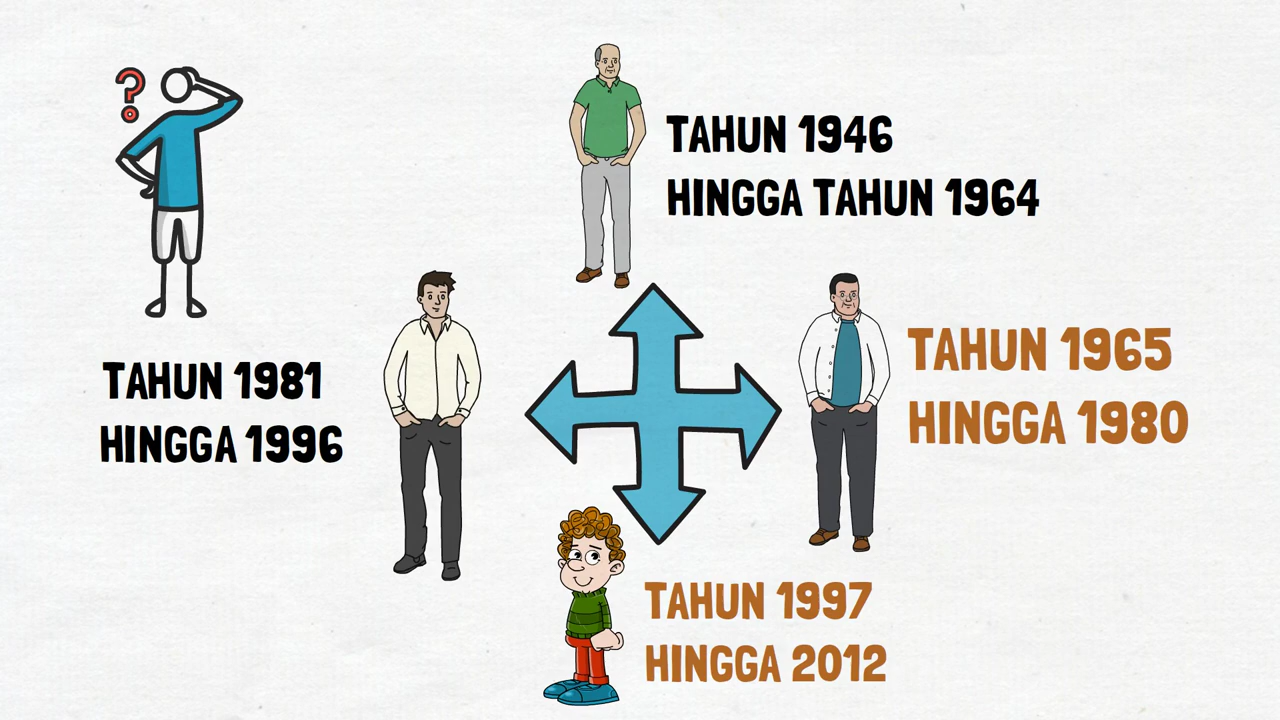 ?
TAHUN 1946
HINGGA TAHUN 1964
TAHUN 1981
HINGGA 1996
TAHUN 1965
HINGGA 1980
TAHUN 1997
HINGGA 2012